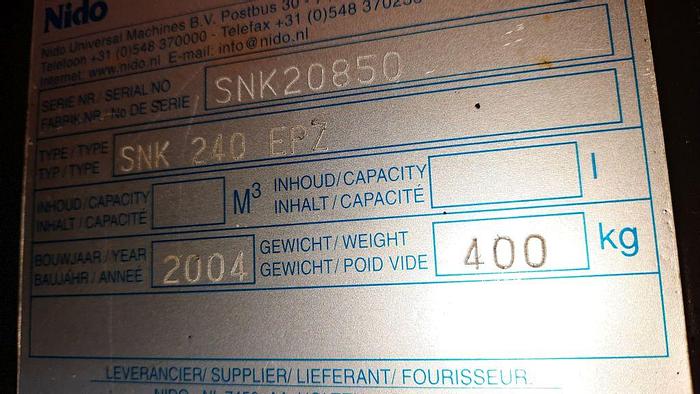 Nido
Nido Universal Machines B.V. Postbus 30 -
Telefoon +31 (0)548 370000 - Telefax +31 (0)548
Internet: www.nido.nl E-mail: info@nido.nl
SERIE NR / SERIAL NO SNK20850
FABRIK-NR / No DE SERIE
TYPE / TYPE SNK 240 EPZ
TYP / TYPE
INHOUD / CAPACITY M³ INHOUD / CAPACITY l
INHALT / CAPACITÉ INHALT / CAPACITÉ
BOUWJAAR / YEAR 2004 GEWICHT / WEIGHT 400 kg
BAUJAHR / ANNEÉ GEWICHT / POID VIDE
LEVERANCIER/ SUPPLIER/ LIEFERANT/ FOURISSEUR